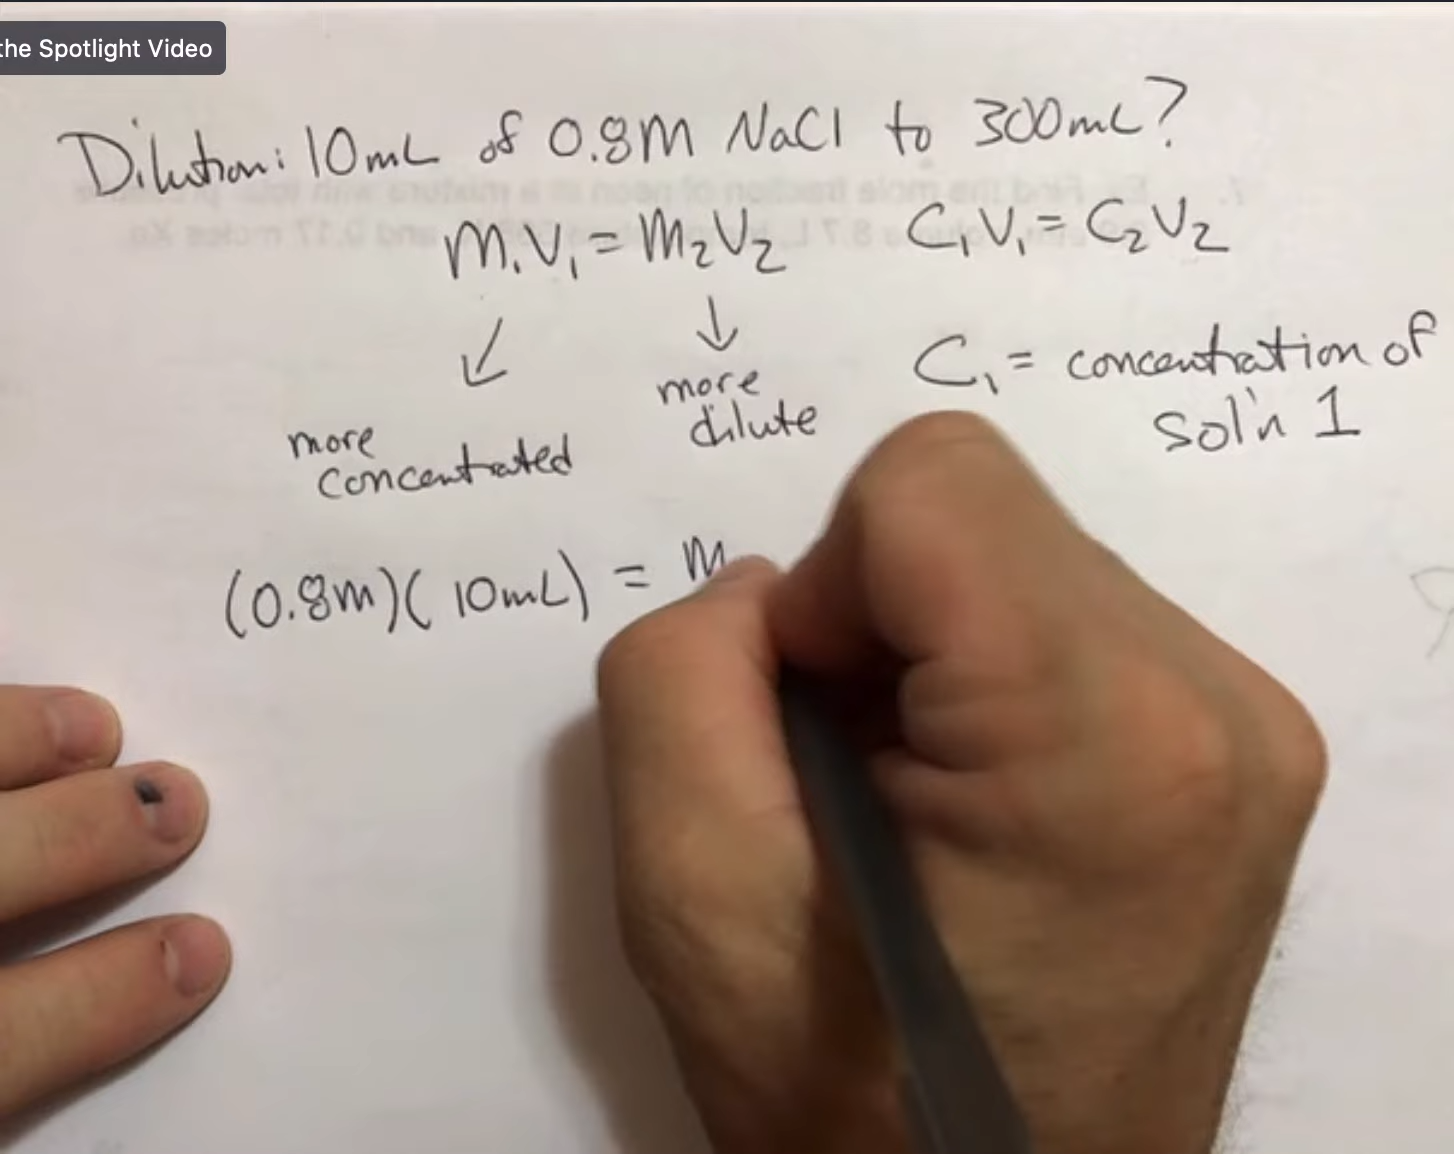 the Spotlight Video
Dilution: 10mL of 0.8M NaCl to 300mL?
M₁V₁ = M₂V₂
C₁V₁ = C₂V₂
more
concentrated
more
dilute
C₁ = concentration of
sol'n 1
(0.8M)(10mL) = M